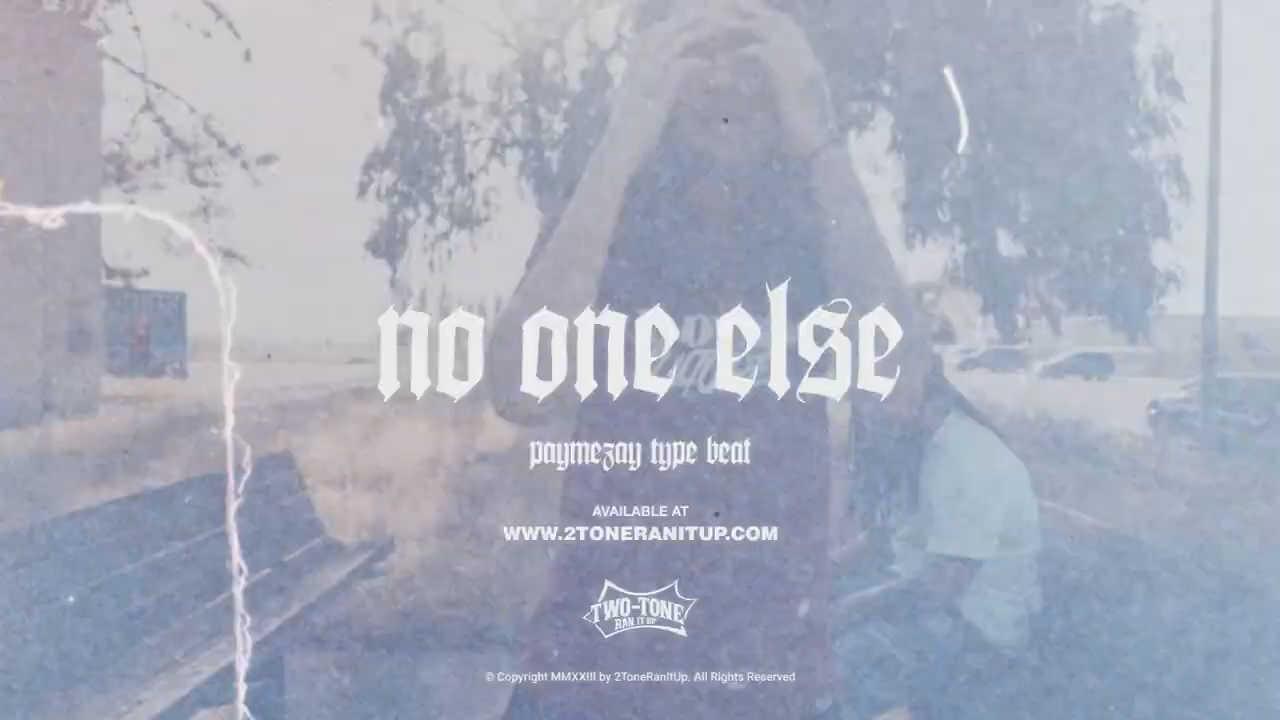 no one else
paymezay type beat
AVAILABLE AT
WWW.2TONERANITUP.COM
TWO-TONE
RAN IT UP
© Copyright MMXXIII by 2ToneRanItUp. All Rights Reserved